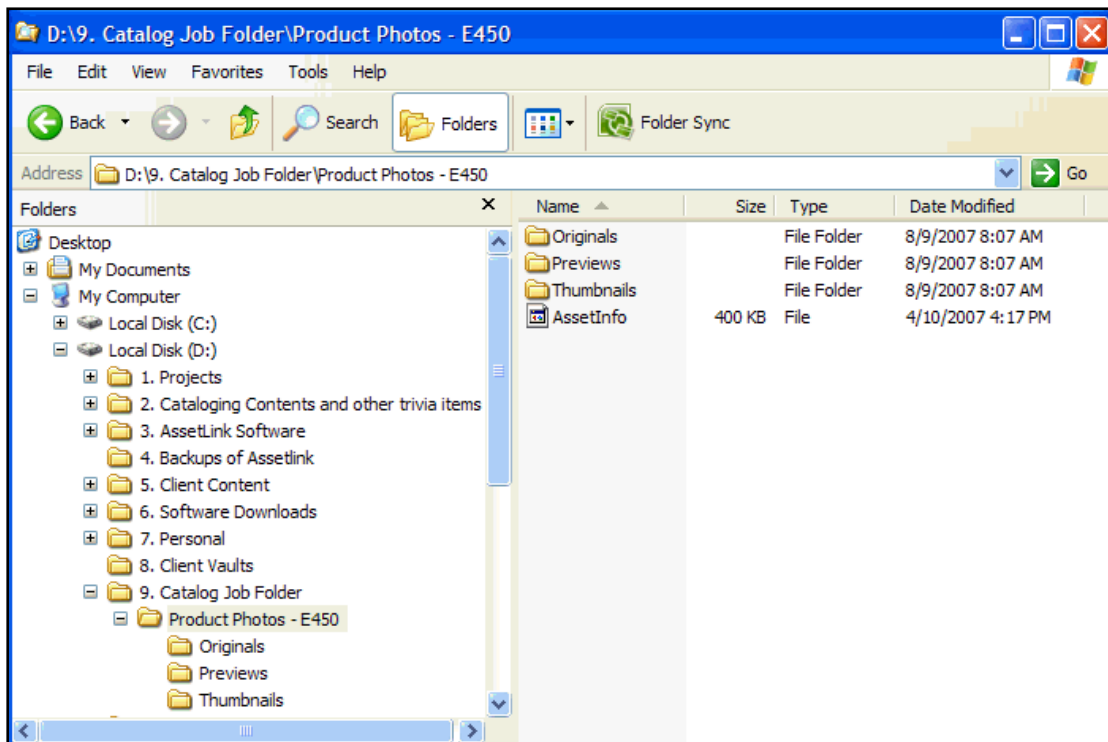 D:\9. Catalog Job Folder\Product Photos - E450
File Edit View Favorites Tools Help
Back Search Folders Folder Sync
Address D:\9. Catalog Job Folder\Product Photos - E450 Go
Folders x Name Size Type Date Modified
Desktop
My Documents
My Computer
Local Disk (C:)
Local Disk (D:)
1. Projects
2. Cataloging Contents and other trivia items
3. AssetLink Software
4. Backups of Assetlink
5. Client Content
6. Software Downloads
7. Personal
8. Client Vaults
9. Catalog Job Folder
Product Photos - E450
Originals
Previews
Thumbnails
Originals File Folder 8/9/2007 8:07 AM
Previews File Folder 8/9/2007 8:07 AM
Thumbnails File Folder 8/9/2007 8:07 AM
AssetInfo 400 KB File 4/10/2007 4:17 PM